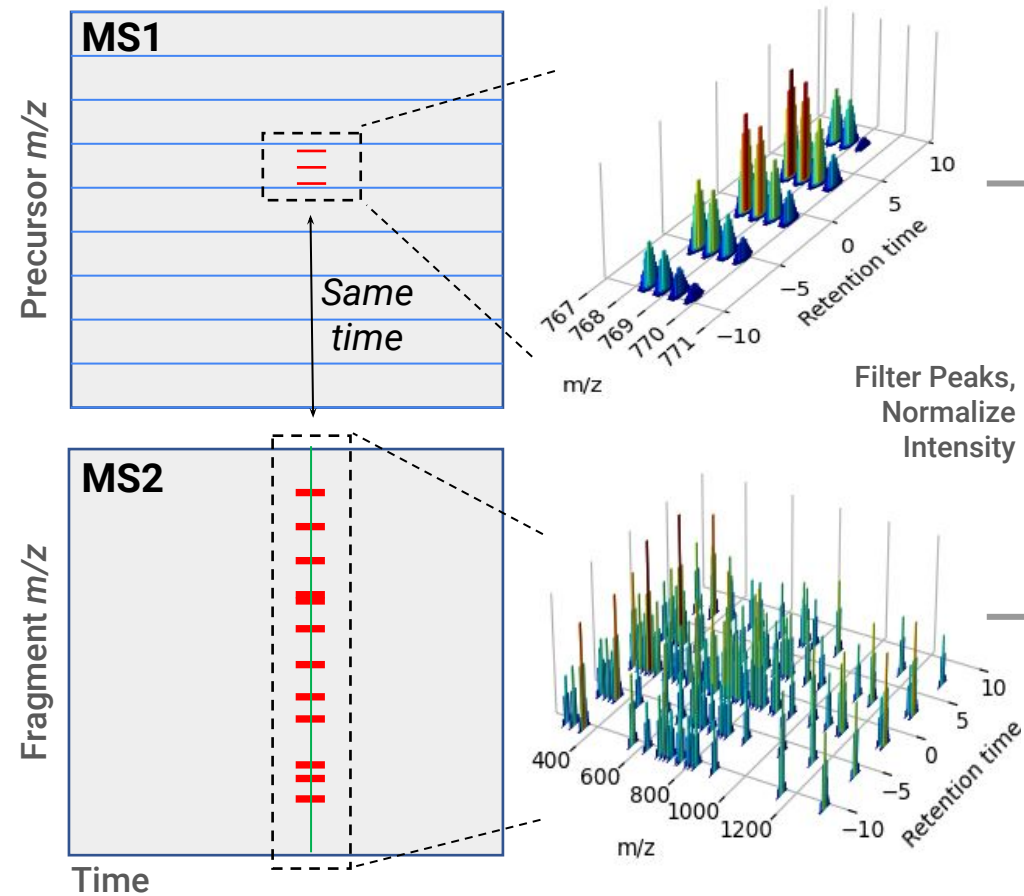 MS1
Precursor m/z
Same
time
767
768
769
770
771
m/z
−10
−5
0
5
10
Retention time
Filter Peaks,
Normalize
Intensity
MS2
Fragment m/z
Time
400
600
800
1000
1200
m/z
−10
−5
0
5
10
Retention time